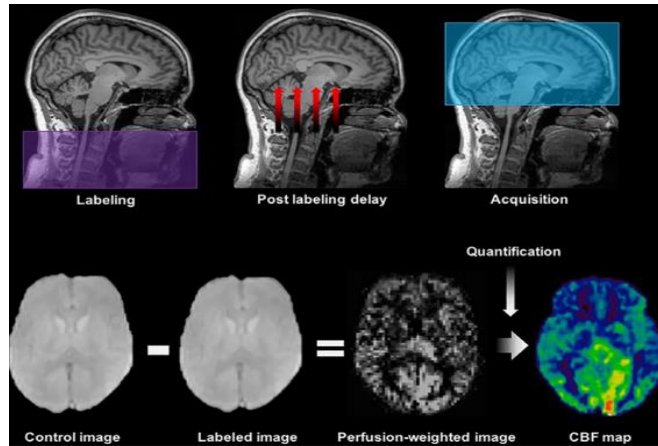 Labeling
Post labeling delay
Acquisition
Quantification
Control image
Labeled image
Perfusion-weighted image
CBF map